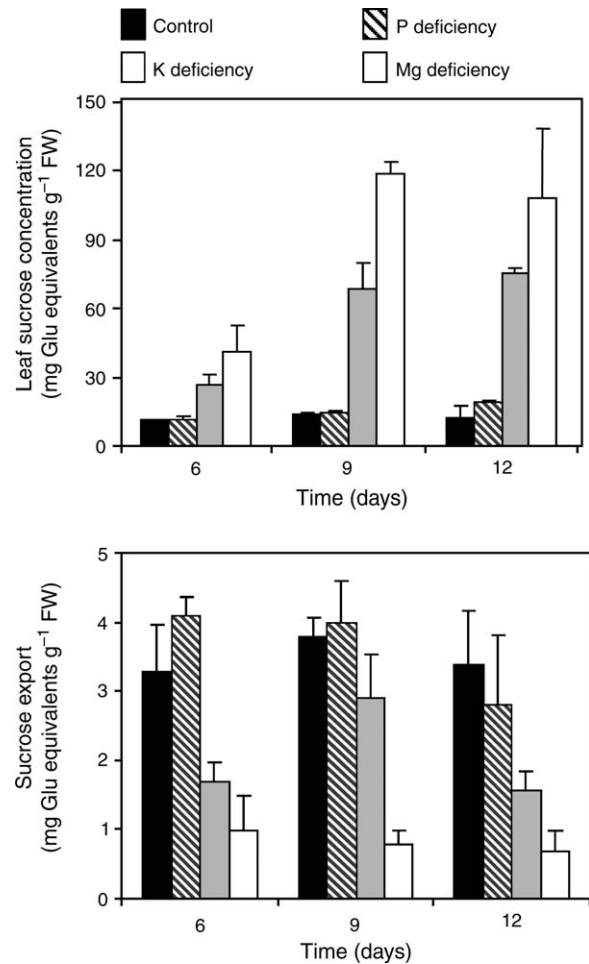 Control
P deficiency
K deficiency
Mg deficiency
Leaf sucrose concentration
(mg Glu equivalents g⁻¹ FW)
150
120
90
60
30
0
6
9
12
Time (days)
Sucrose export
(mg Glu equivalents g⁻¹ FW)
5
4
3
2
1
0
6
9
12
Time (days)